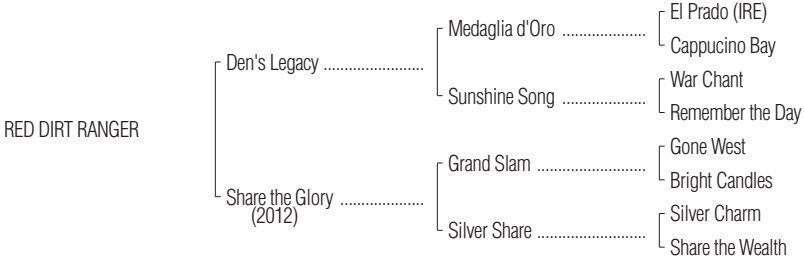 El Prado (IRE)
Medaglia d'Oro ....................
Cappucino Bay
Den's Legacy ........................
War Chant
Sunshine Song ....................
Remember the Day
RED DIRT RANGER
Gone West
Grand Slam ..........................
Bright Candles
Share the Glory ....................
(2012)
Silver Charm
Silver Share ..........................
Share the Wealth